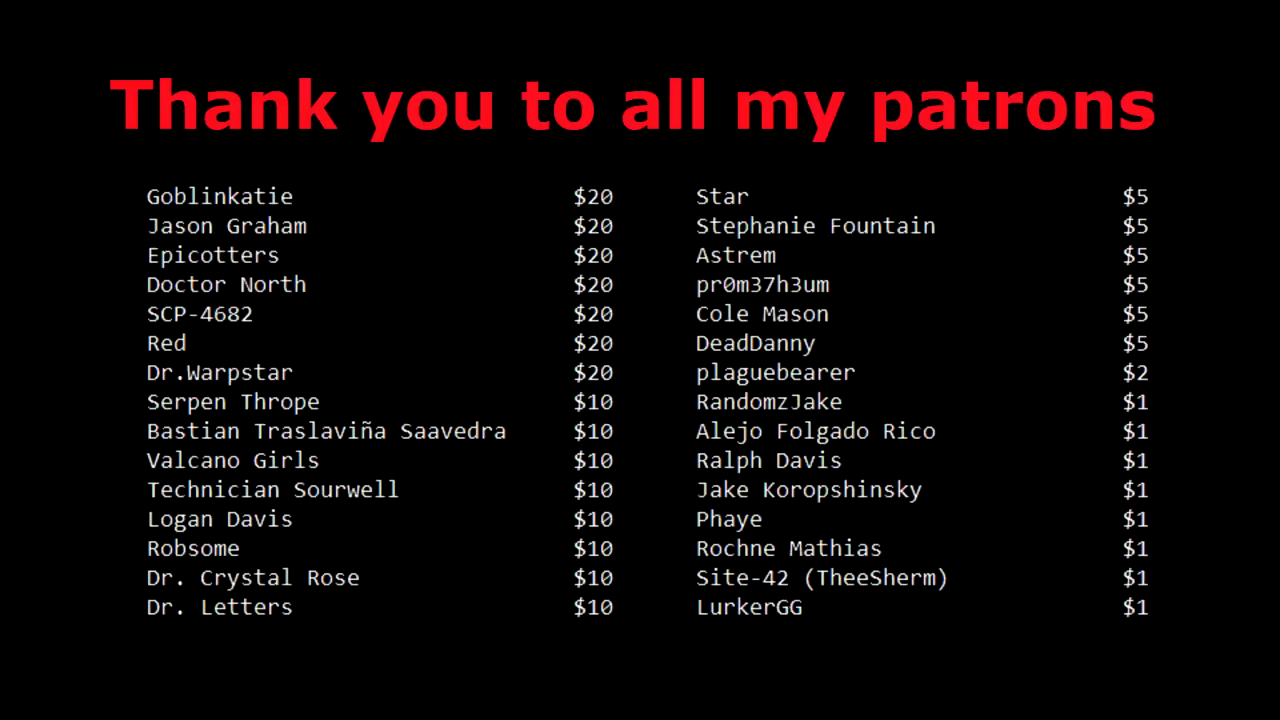 Thank you to all my patrons
Goblinkatie $20
Jason Graham $20
Epicotters $20
Doctor North $20
SCP-4682 $20
Red $20
Dr.Warpstar $20
Serpen Thrope $10
Bastian Traslaviña Saavedra $10
Valcano Girls $10
Technician Sourwell $10
Logan Davis $10
Robsome $10
Dr. Crystal Rose $10
Dr. Letters $10
Star $5
Stephanie Fountain $5
Astrem $5
pr0m37h3um $5
Cole Mason $5
DeadDanny $5
plaguebearer $2
RandomzJake $1
Alejo Folgado Rico $1
Ralph Davis $1
Jake Koropshinsky $1
Phaye $1
Rochne Mathias $1
Site-42 (TheeSherm) $1
LurkerGG $1